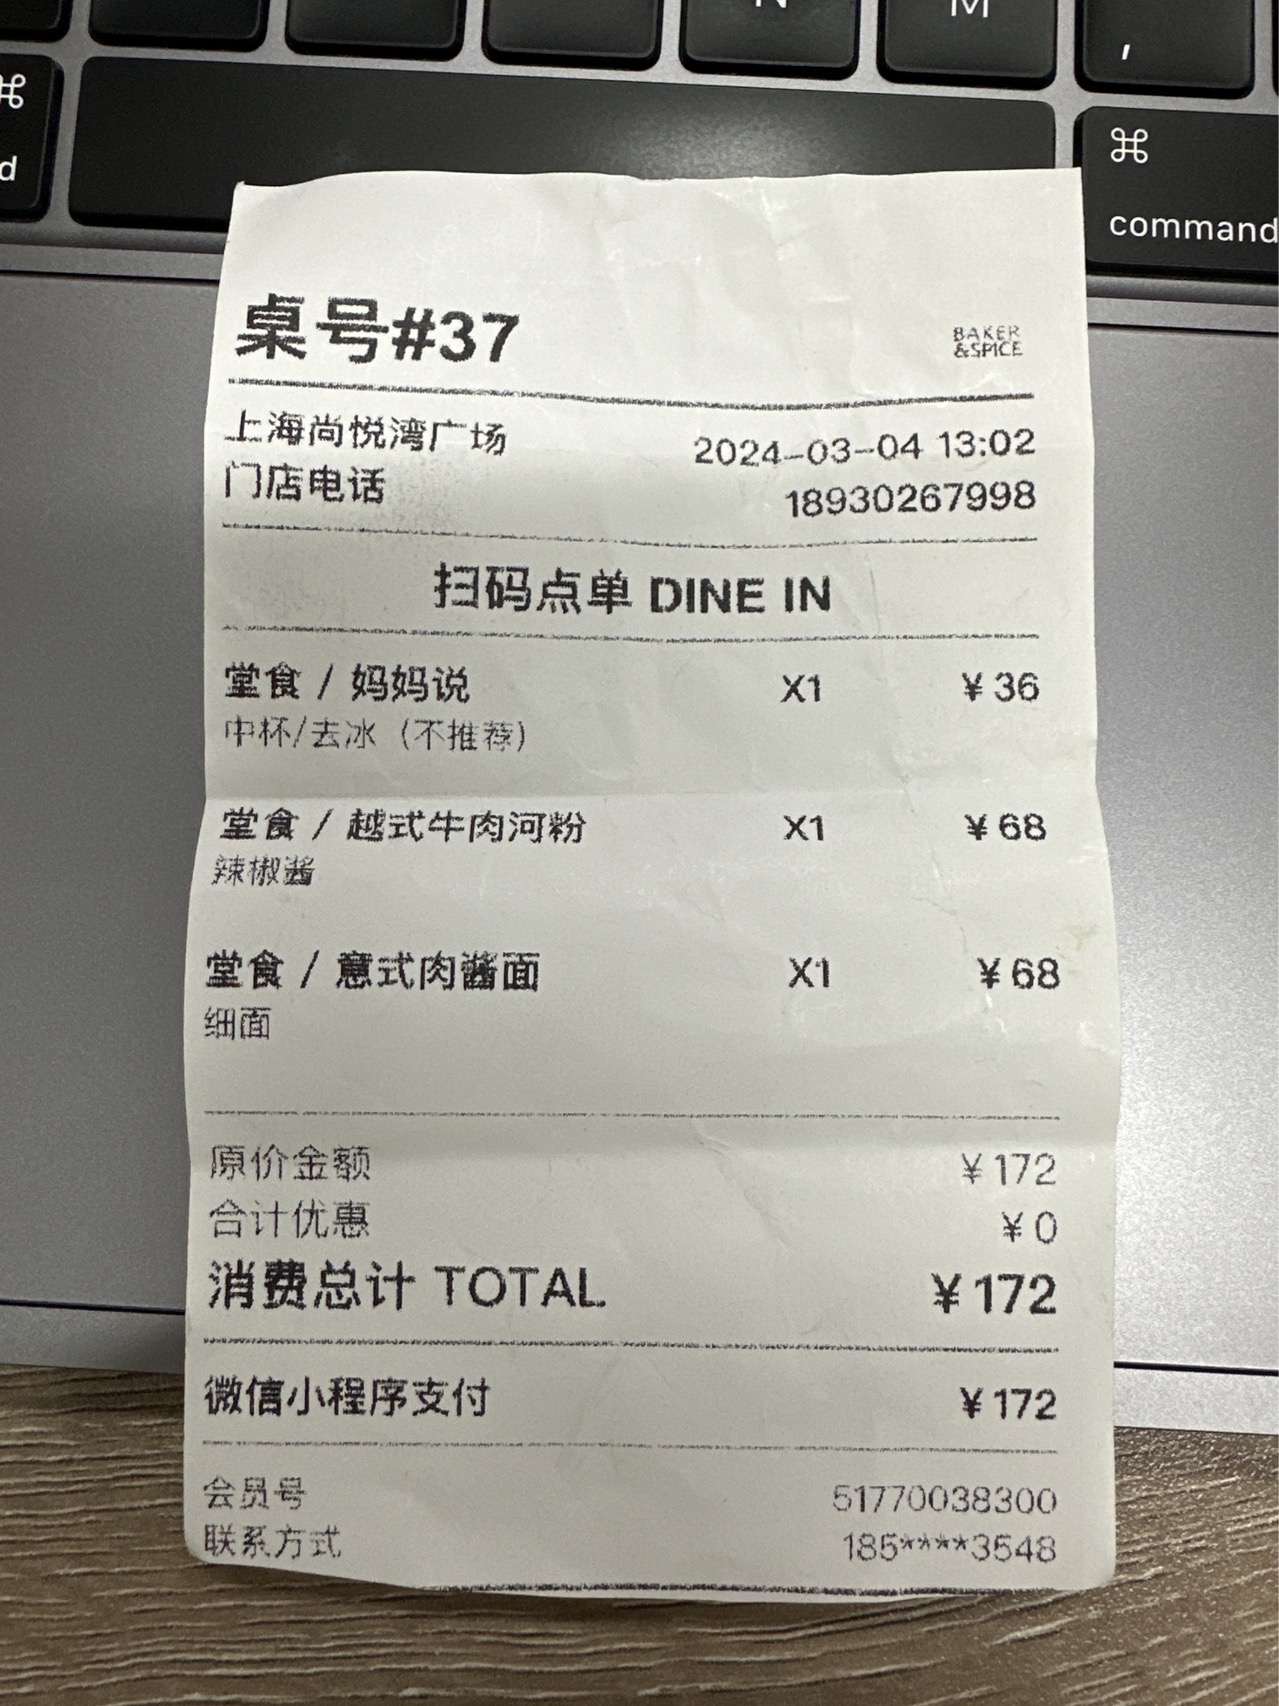 N
M
,
⌘
d
⌘
command
桌号#37
BAKER
&SPICE
上海尚悦湾广场 2024-03-04 13:02
门店电话 18930267998
扫码点单 DINE IN
堂食 / 妈妈说 X1 ¥36
中杯/去冰（不推荐）
堂食 / 越式牛肉河粉 X1 ¥68
辣椒酱
堂食 / 意式肉酱面 X1 ¥68
细面
原价金额 ¥172
合计优惠 ¥0
消费总计 TOTAL ¥172
微信小程序支付 ¥172
会员号 51770038300
联系方式 185****3548